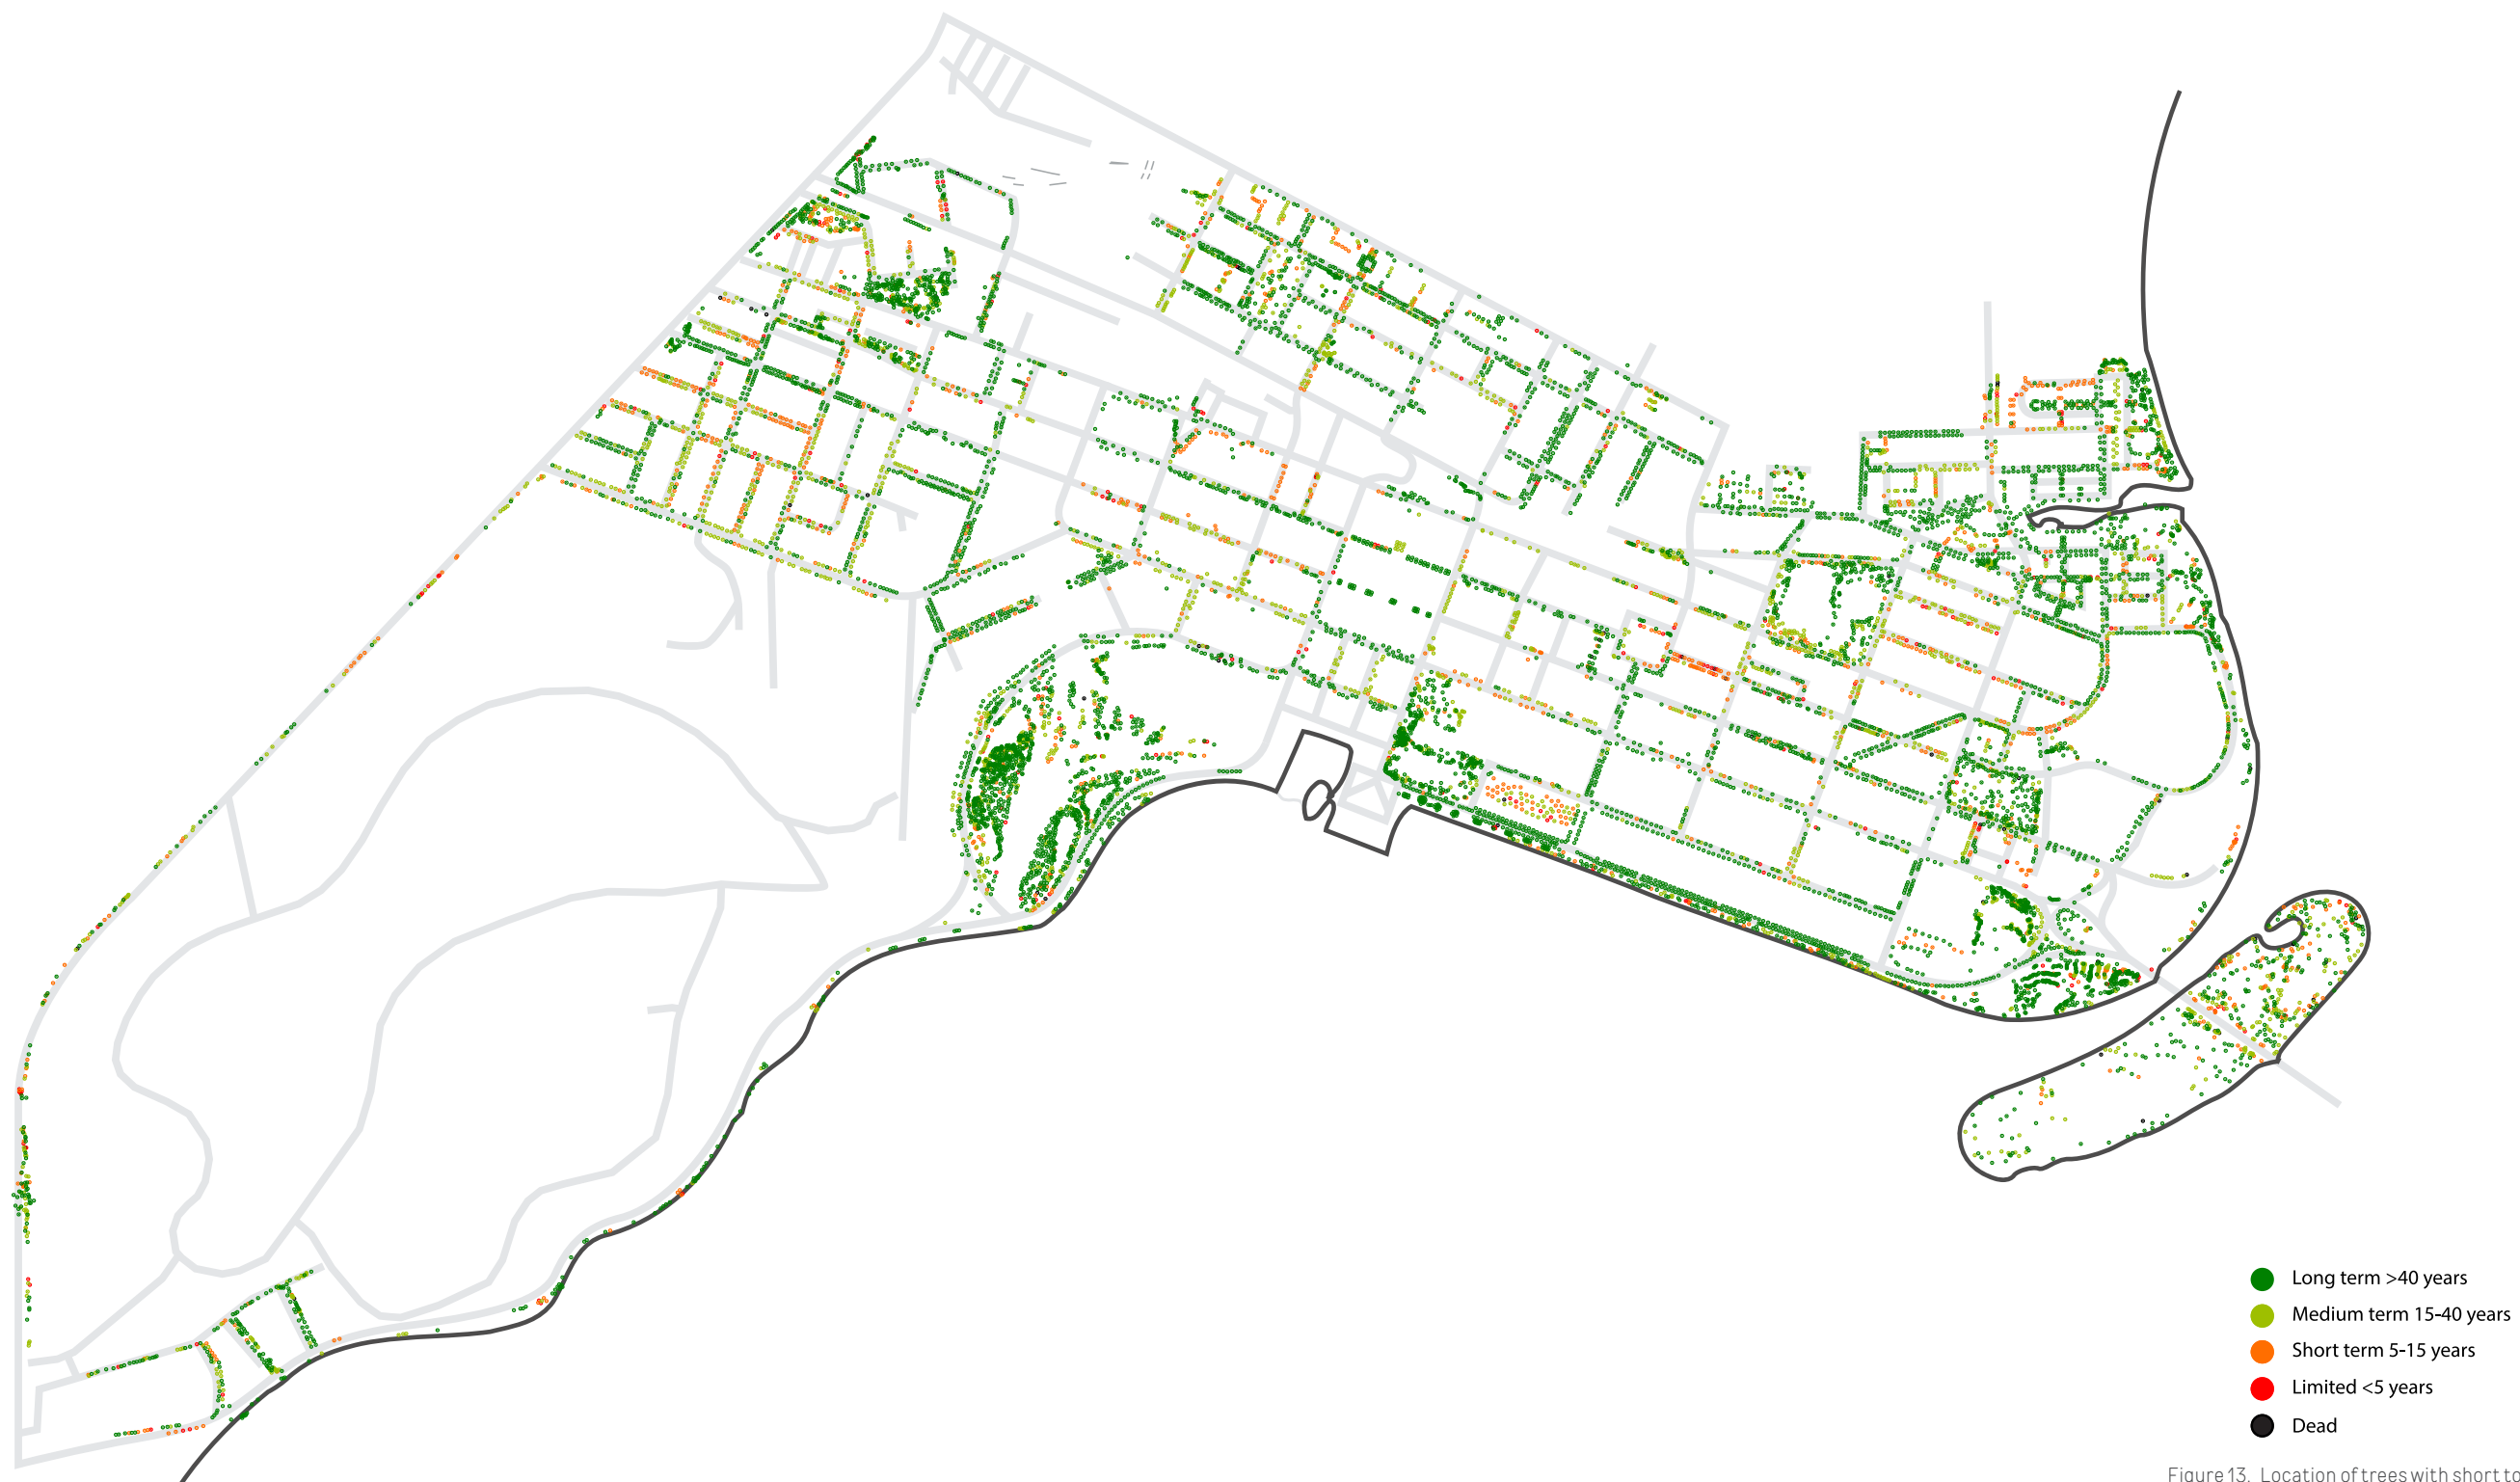 Long term >40 years
Medium term 15-40 years
Short term 5-15 years
Limited <5 years
Dead
Figure 13. Location of trees with short to